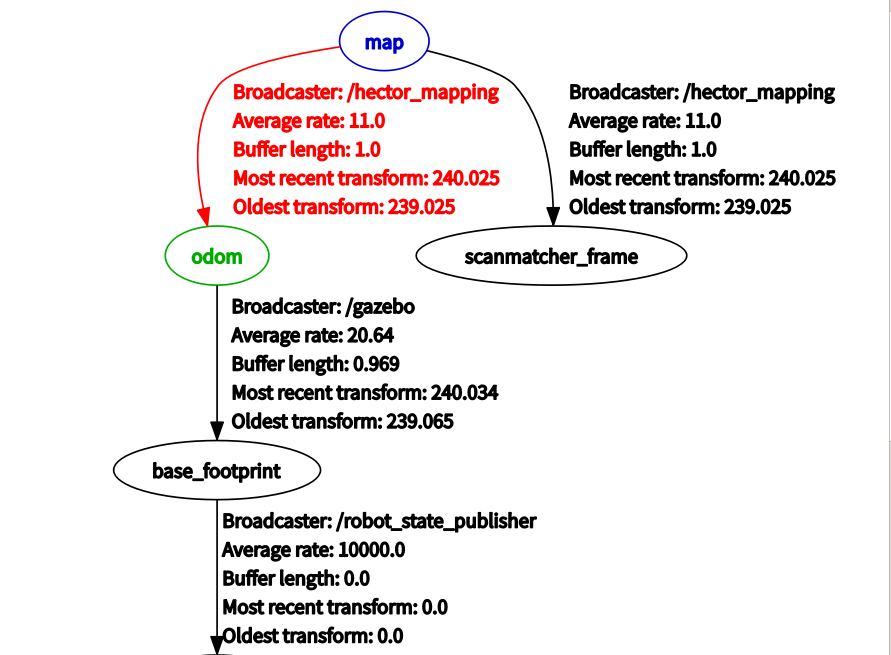 map
Broadcaster: /hector_mapping
Average rate: 11.0
Buffer length: 1.0
Most recent transform: 240.025
Oldest transform: 239.025
Broadcaster: /hector_mapping
Average rate: 11.0
Buffer length: 1.0
Most recent transform: 240.025
Oldest transform: 239.025
odom
scanmatcher_frame
Broadcaster: /gazebo
Average rate: 20.64
Buffer length: 0.969
Most recent transform: 240.034
Oldest transform: 239.065
base_footprint
Broadcaster: /robot_state_publisher
Average rate: 10000.0
Buffer length: 0.0
Most recent transform: 0.0
Oldest transform: 0.0